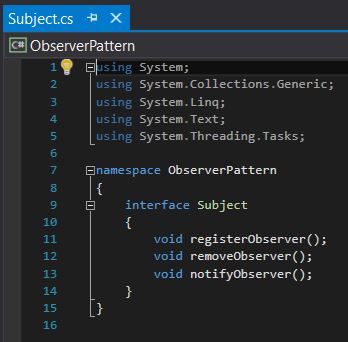 Subject.cs
C# ObserverPattern
1 using System;
2 using System.Collections.Generic;
3 using System.Linq;
4 using System.Text;
5 using System.Threading.Tasks;
6
7 namespace ObserverPattern
8 {
9 interface Subject
10 {
11 void registerObserver();
12 void removeObserver();
13 void notifyObserver();
14 }
15 }
16